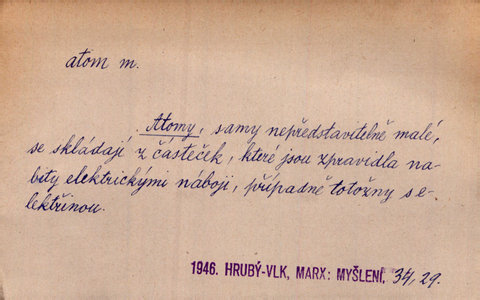 atom m.
Atomy, samy nepředstavitelně malé,
se skládají z částeček, které jsou zpravidla na-
bity elektrickými náboji, případně totožny s e-
lektřinou.
1946. HRUBÝ-VLK, MARX: MYŠLENÍ, 34, 29.